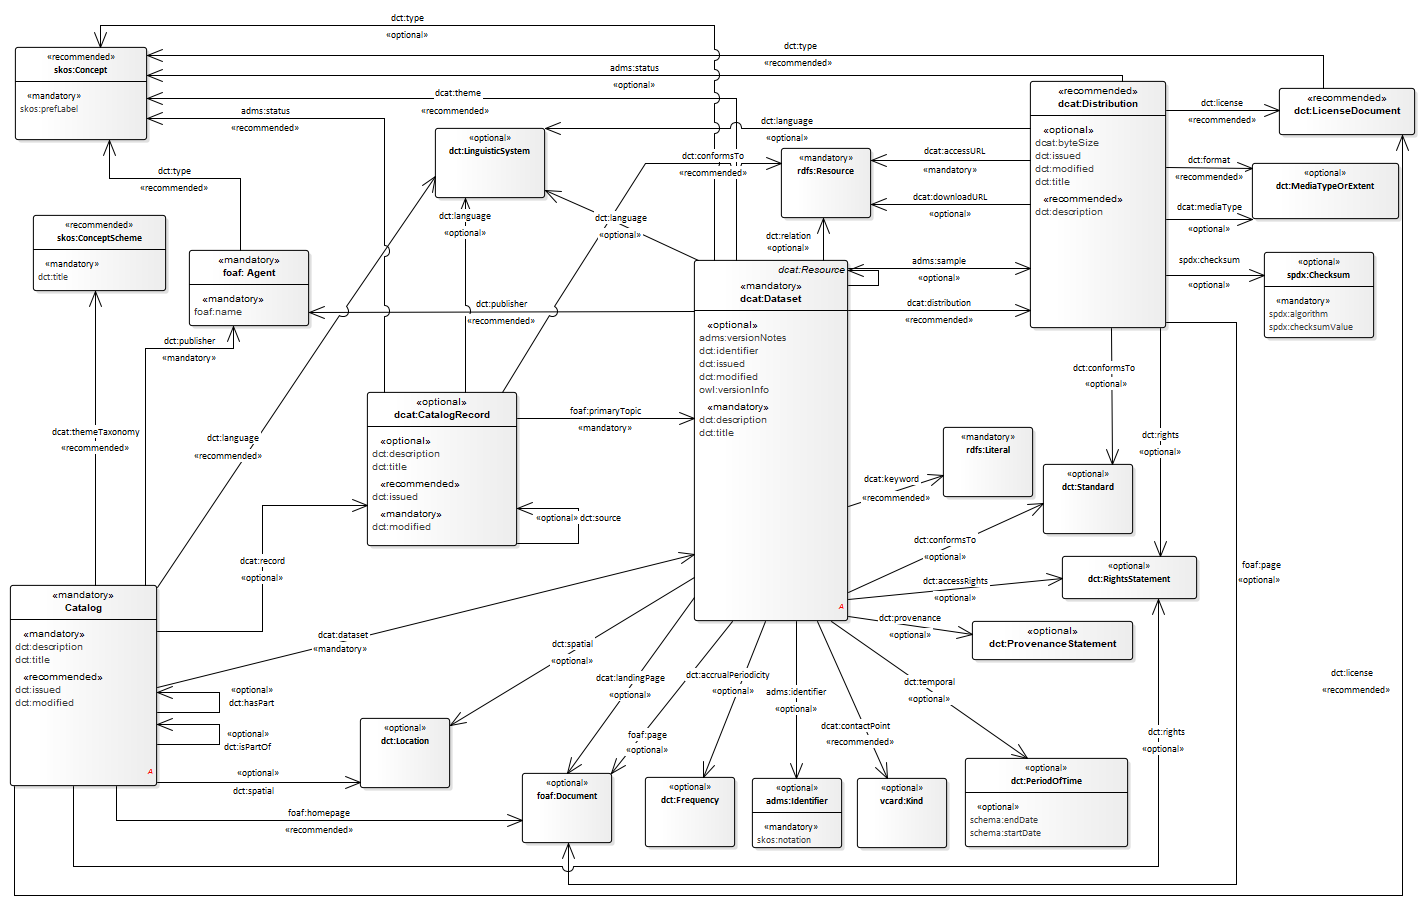 dct:type
«optional»
«recommended»
skos:Concept
«mandatory»
skos:prefLabel
dct:type
«recommended»
adms:status
«optional»
dcat:theme
«recommended»
adms:status
«recommended»
«recommended»
dcat:Distribution
«optional»
dcat:byteSize
dct:issued
dct:modified
dct:title
«recommended»
dct:description
dct:license
«recommended»
«recommended»
dct:LicenseDocument
«optional»
dct:LinguisticSystem
dct:language
«optional»
dct:conformsTo
«recommended»
«mandatory»
rdfs:Resource
dcat:accessURL
«mandatory»
dcat:downloadURL
«optional»
dct:format
«recommended»
dcat:mediaType
«optional»
«optional»
dct:MediaTypeOrExtent
dct:type
«recommended»
«recommended»
skos:ConceptScheme
«mandatory»
dct:title
«mandatory»
foaf: Agent
«mandatory»
foaf:name
dct:language
«optional»
dct:language
«optional»
dct:relation
«optional»
dcat:Resource
«mandatory»
dcat:Dataset
«optional»
adms:versionNotes
dct:identifier
dct:issued
dct:modified
owl:versionInfo
«mandatory»
dct:description
dct:title
A
adms:sample
«optional»
dcat:distribution
«recommended»
spdx:checksum
«optional»
«optional»
spdx:Checksum
«mandatory»
spdx:algorithm
spdx:checksumValue
dct:publisher
«recommended»
dct:publisher
«mandatory»
dct:conformsTo
«optional»
«optional»
dcat:CatalogRecord
«optional»
dct:description
dct:title
«recommended»
dct:issued
«mandatory»
dct:modified
foaf:primaryTopic
«mandatory»
dcat:themeTaxonomy
«recommended»
dct:language
«recommended»
«mandatory»
rdfs:Literal
dcat:keyword
«recommended»
«optional»
dct:Standard
dct:rights
«optional»
«optional» dct:source
dct:conformsTo
«optional»
dcat:record
«optional»
dct:accessRights
«optional»
«optional»
dct:RightsStatement
foaf:page
«optional»
«mandatory»
Catalog
«mandatory»
dct:description
dct:title
«recommended»
dct:issued
dct:modified
A
dcat:dataset
«mandatory»
dct:provenance
«optional»
«optional»
dct:ProvenanceStatement
dct:spatial
«optional»
dcat:landingPage
«optional»
dct:accrualPeriodicity
«optional»
adms:identifier
«optional»
dct:temporal
«optional»
dct:license
«recommended»
«optional»
dct:hasPart
«optional»
dct:isPartOf
«optional»
dct:spatial
«optional»
dct:Location
foaf:page
«optional»
dcat:contactPoint
«recommended»
dct:rights
«optional»
foaf:homepage
«recommended»
«optional»
foaf:Document
«optional»
dct:Frequency
«optional»
adms:Identifier
«mandatory»
skos:notation
«optional»
vcard:Kind
«optional»
dct:PeriodOfTime
«optional»
schema:endDate
schema:startDate